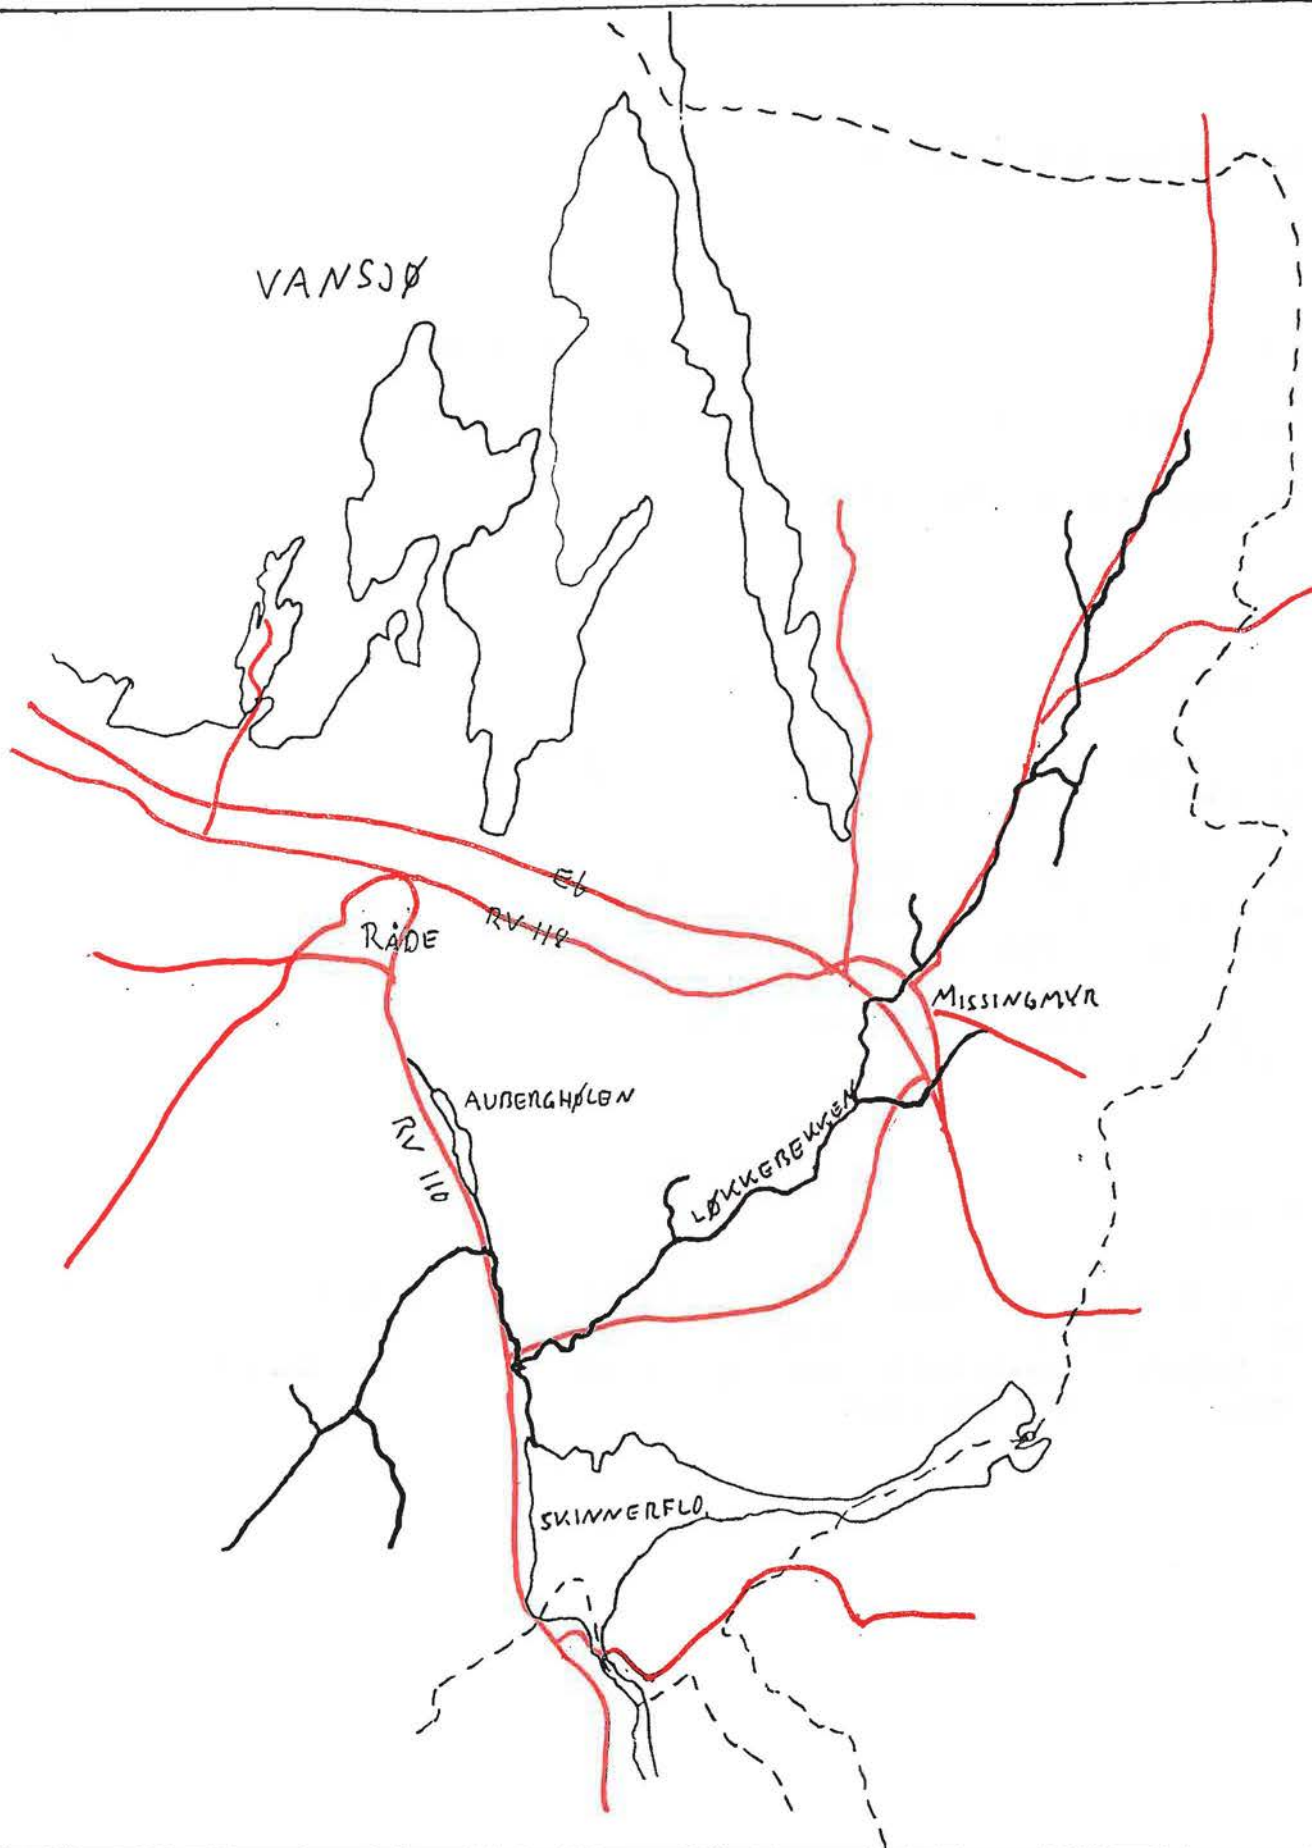 VANSJØ
E6
RV 118
RÅDE
MISSINGMYR
AUBERGHØLEN
RV 110
LØKKEBEKKEN
SKINNERFLO